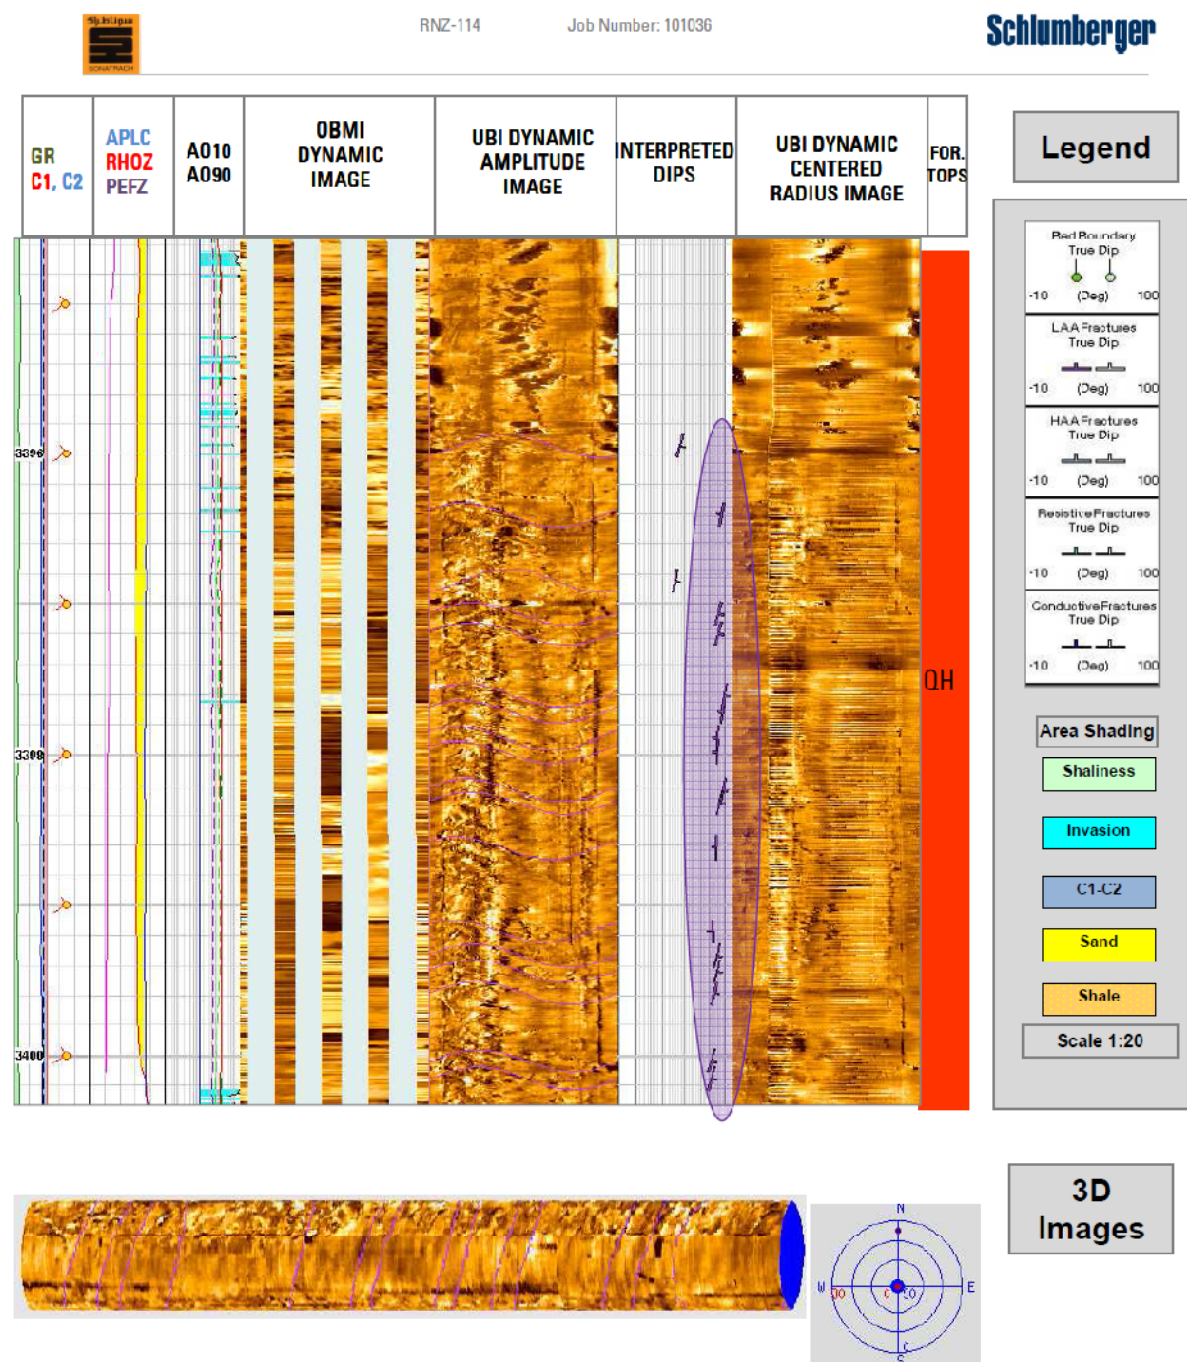 SONATRACH
RNZ-114 Job Number: 101036
Schlumberger
GR
C1, C2
APLC
RHOZ
PEFZ
AO10
AO90
OBMI
DYNAMIC
IMAGE
UBI DYNAMIC
AMPLITUDE
IMAGE
INTERPRETED
DIPS
UBI DYNAMIC
CENTERED
RADIUS IMAGE
FOR.
TOPS
Legend
Bed Boundary
True Dip
-10 (Deg) 100
LAA Fractures
True Dip
-10 (Deg) 100
HAA Fractures
True Dip
-10 (Deg) 100
Resistive Fractures
True Dip
-10 (Deg) 100
Conductive Fractures
True Dip
-10 (Deg) 100
Area Shading
Shaliness
Invasion
C1-C2
Sand
Shale
Scale 1:20
3396
3398
3400
QH
3D
Images
N
W
E
S